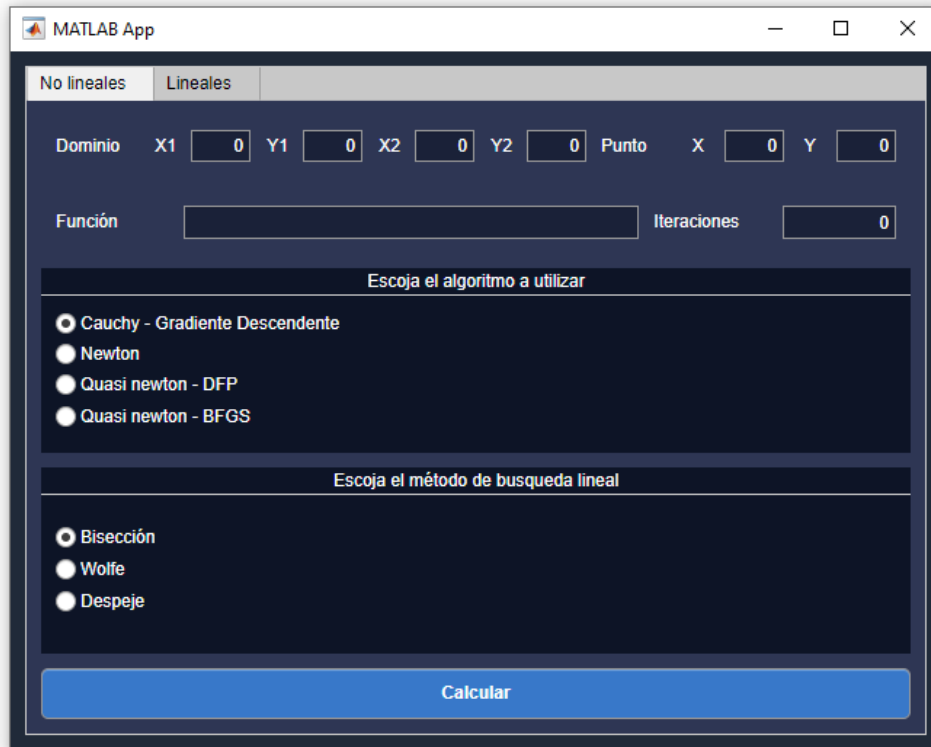 MATLAB App
No lineales Lineales
Dominio X1 0 Y1 0 X2 0 Y2 0 Punto X 0 Y 0
Función Iteraciones 0
Escoja el algoritmo a utilizar
Cauchy - Gradiente Descendente
Newton
Quasi newton - DFP
Quasi newton - BFGS
Escoja el método de busqueda lineal
Bisección
Wolfe
Despeje
Calcular